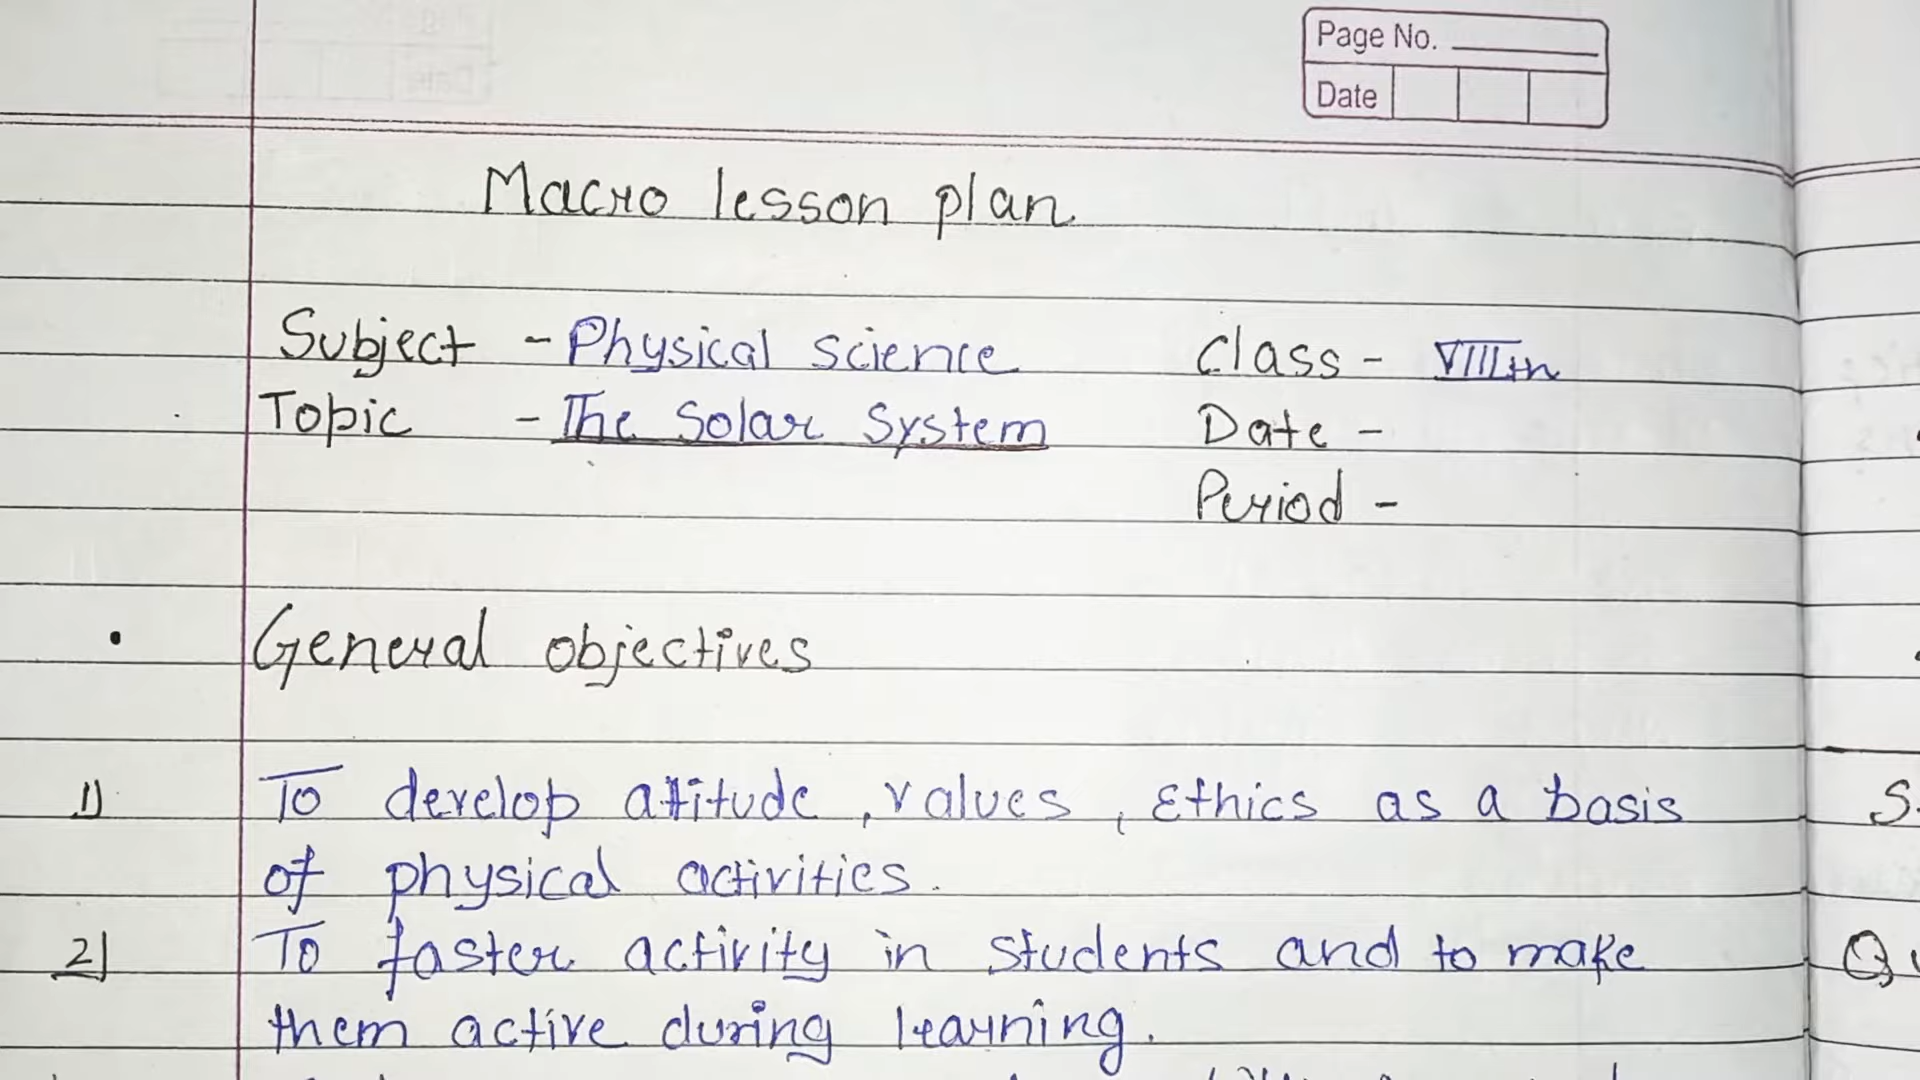 Page No.
Date
Macro lesson plan
Subject - Physical science Class - VIIIth
Topic - The Solar System Date -
Period -
• General objectives
1) To develop attitude, values, Ethics as a basis
of physical activities.
2) To faster activity in students and to make
them active during learning.